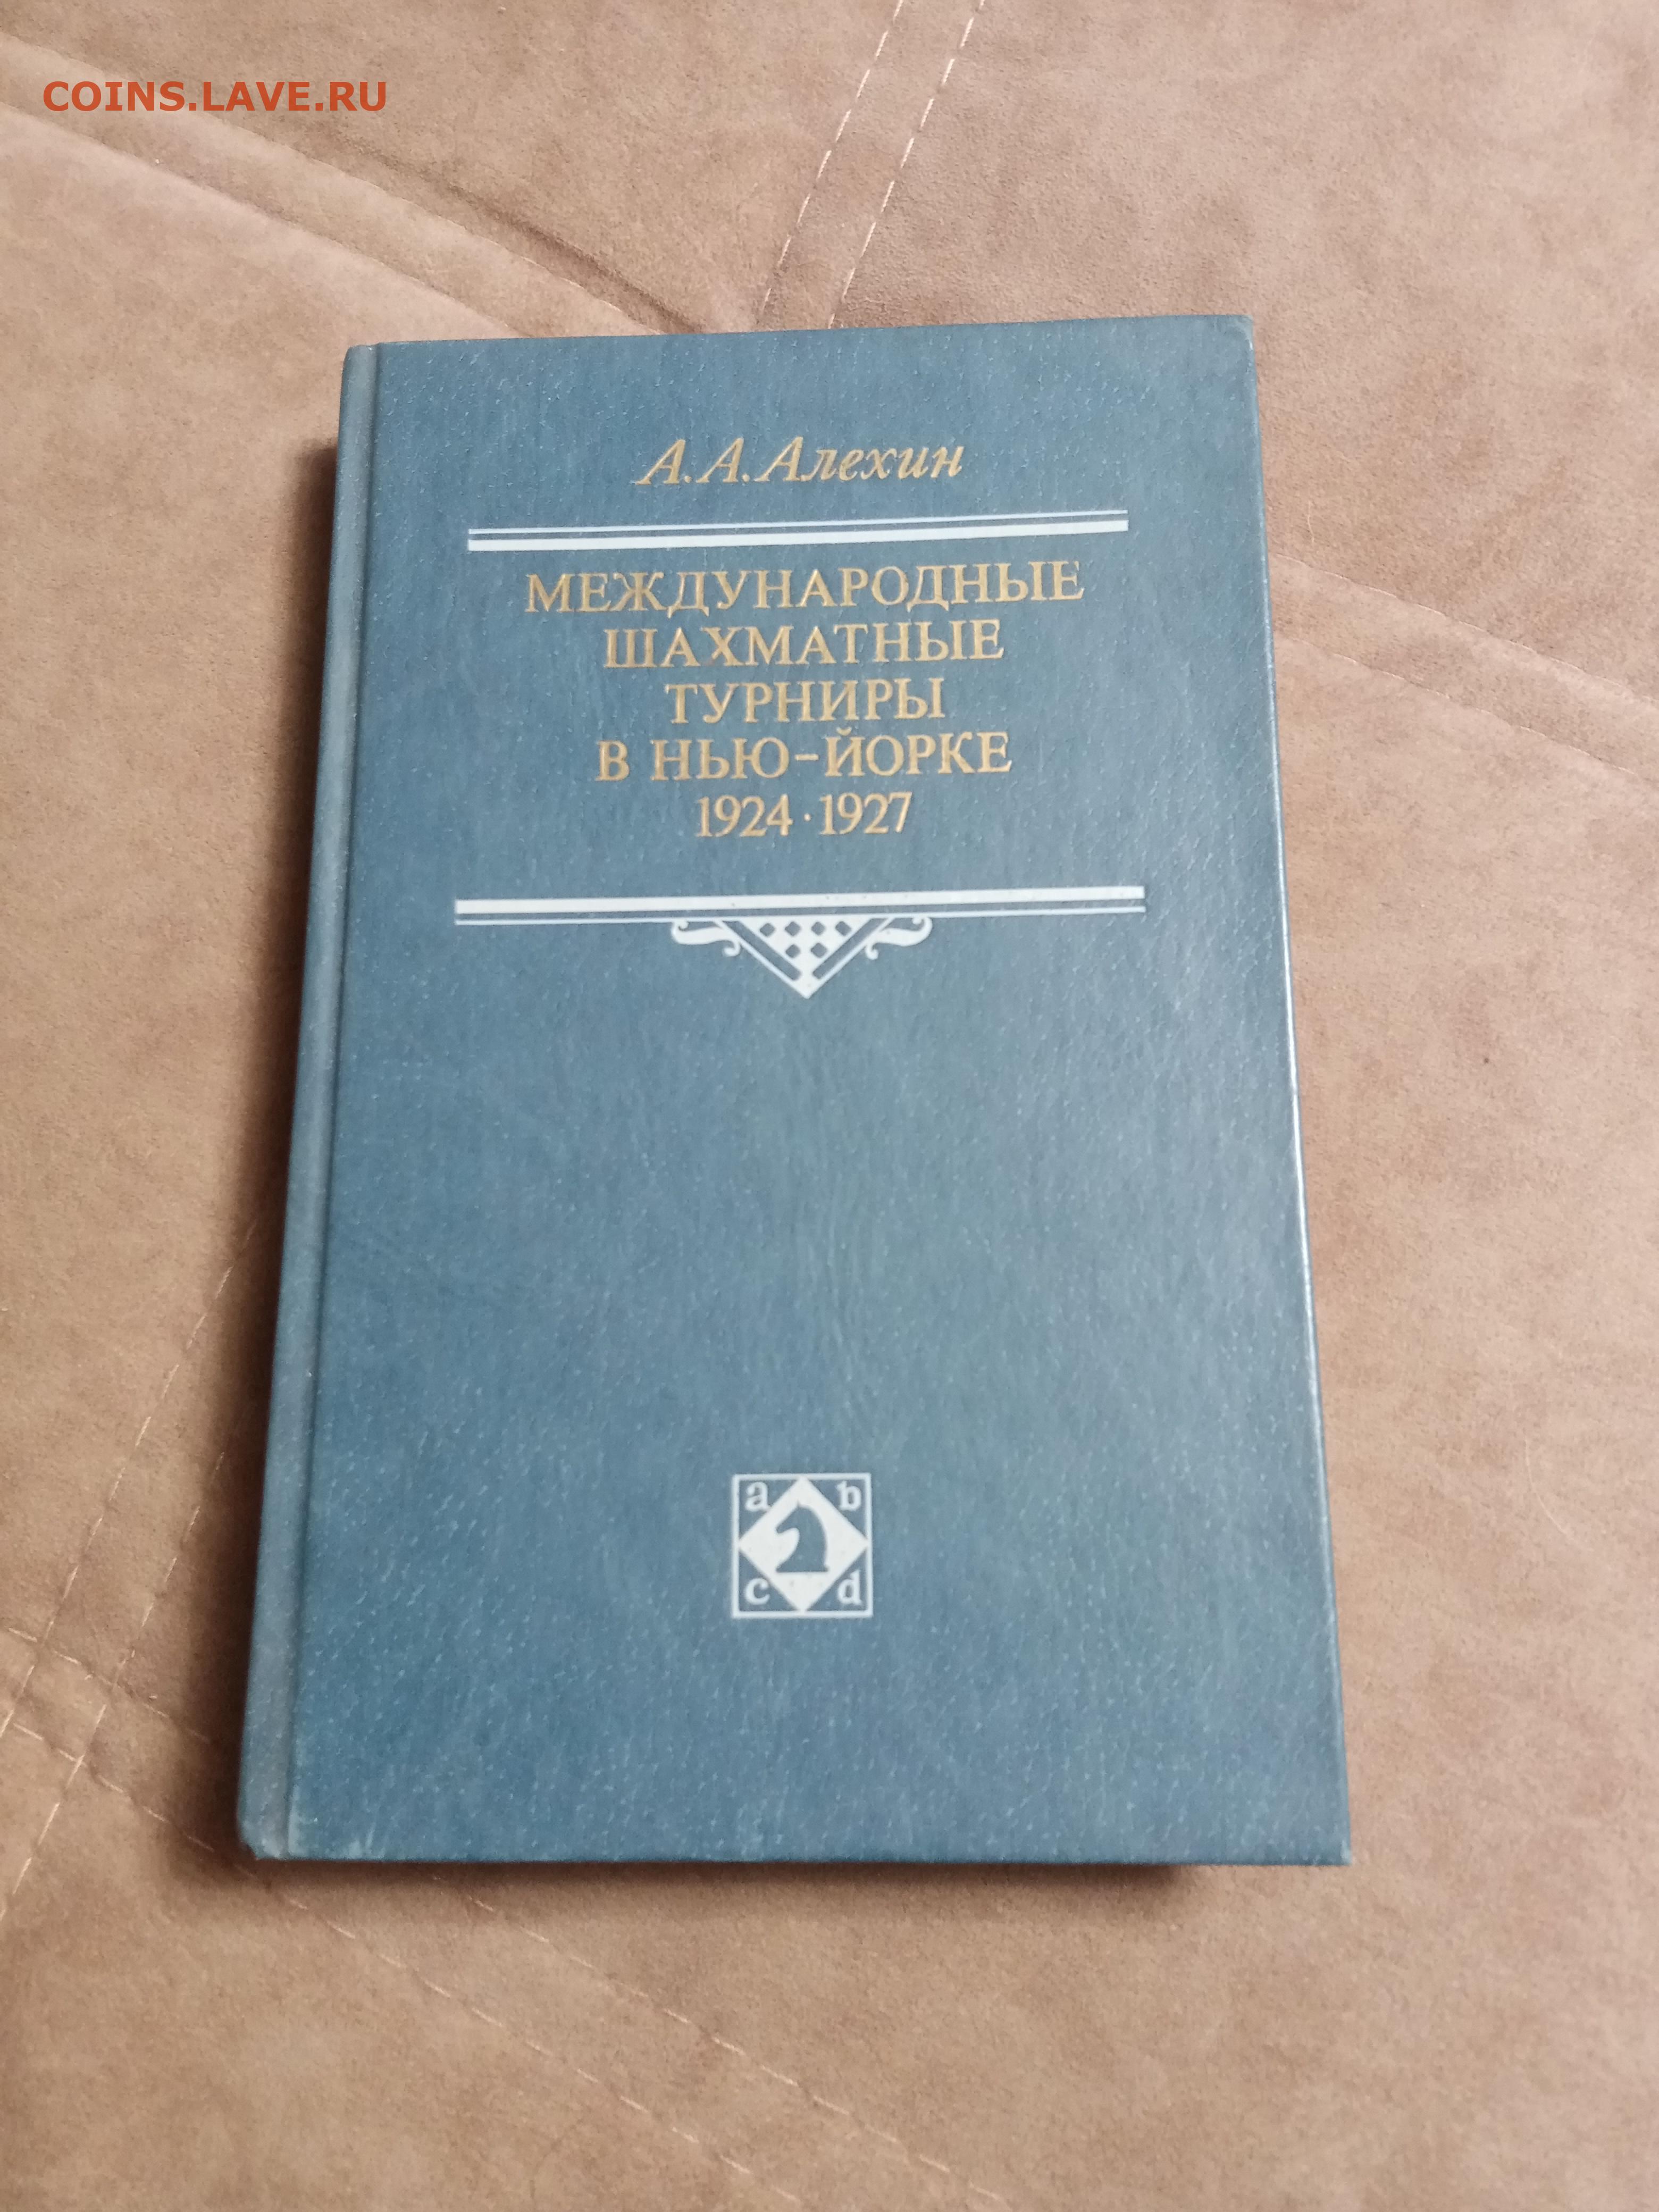 COINS.LAVE.RU
А.А.Алехин
МЕЖДУНАРОДНЫЕ
ШАХМАТНЫЕ
ТУРНИРЫ
В НЬЮ-ЙОРКЕ
1924·1927
a b
c d